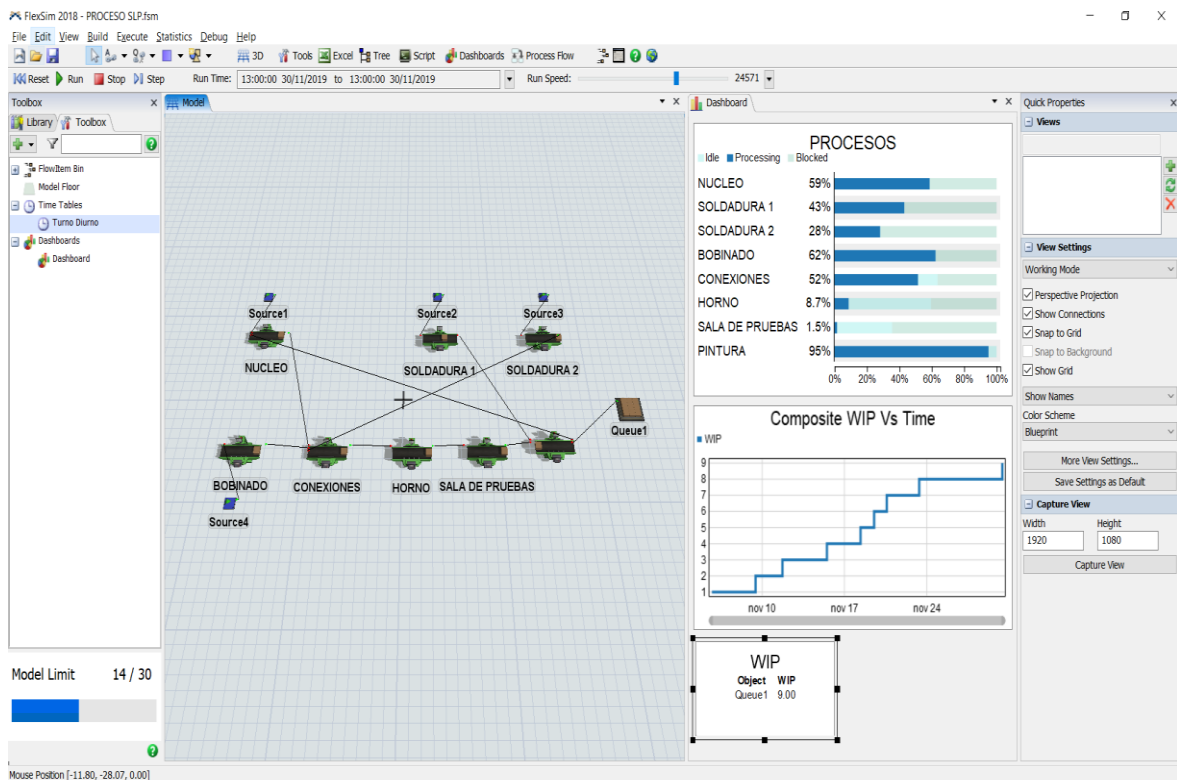 FlexSim 2018 - PROCESO SLP.fsm
File Edit View Build Execute Statistics Debug Help
3D Tools Excel Tree Script Dashboards Process Flow
Reset Run Stop Step Run Time: 13:00:00 30/11/2019 to 13:00:00 30/11/2019 Run Speed: 24571
Toolbox
Library Toolbox
FlowItem Bin
Model Floor
Time Tables
Turno Diurno
Dashboards
Dashboard
Model Limit 14 / 30
Model
Source1 Source2 Source3
NUCLEO SOLDADURA 1 SOLDADURA 2
Queue1
BOBINADO CONEXIONES HORNO SALA DE PRUEBAS
Source4
Dashboard
PROCESOS
Idle Processing Blocked
NUCLEO 59%
SOLDADURA 1 43%
SOLDADURA 2 28%
BOBINADO 62%
CONEXIONES 52%
HORNO 8.7%
SALA DE PRUEBAS 1.5%
PINTURA 95%
0% 20% 40% 60% 80% 100%
Composite WIP Vs Time
WIP
9
8
7
6
5
4
3
2
1
nov 10 nov 17 nov 24
WIP
Object WIP
Queue1 9.00
Quick Properties
Views
View Settings
Working Mode
Perspective Projection
Show Connections
Snap to Grid
Snap to Background
Show Grid
Show Names
Color Scheme
Blueprint
More View Settings...
Save Settings as Default
Capture View
Width Height
1920 1080
Capture View
Mouse Position [-11.80, -28.07, 0.00]